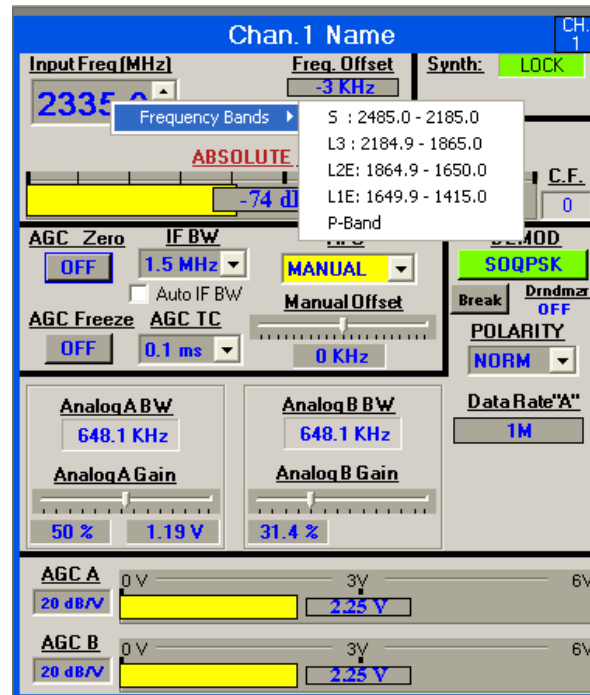 Chan.1 Name
CH. 1
Input Freq (MHz)
Freq. Offset
Synth:
LOCK
-3 KHz
2335
Frequency Bands
S : 2485.0 - 2185.0
L3 : 2184.9 - 1865.0
L2E: 1864.9 - 1650.0
L1E: 1649.9 - 1415.0
P-Band
ABSOLUTE
C.F.
-74
0
AGC Zero
IF BW
DEMOD
OFF
1.5 MHz
MANUAL
SOQPSK
Auto IF BW
Manual Offset
Break
Drndmzr
OFF
AGC Freeze
AGC TC
POLARITY
OFF
0.1 ms
0 KHz
NORM
Analog A BW
Analog B BW
Data Rate"A"
648.1 KHz
648.1 KHz
1M
Analog A Gain
Analog B Gain
50 %
1.19 V
31.4 %
AGC A
0 V
3V
6V
20 dB/V
2.25 V
AGC B
0 V
3V
6V
20 dB/V
2.25 V